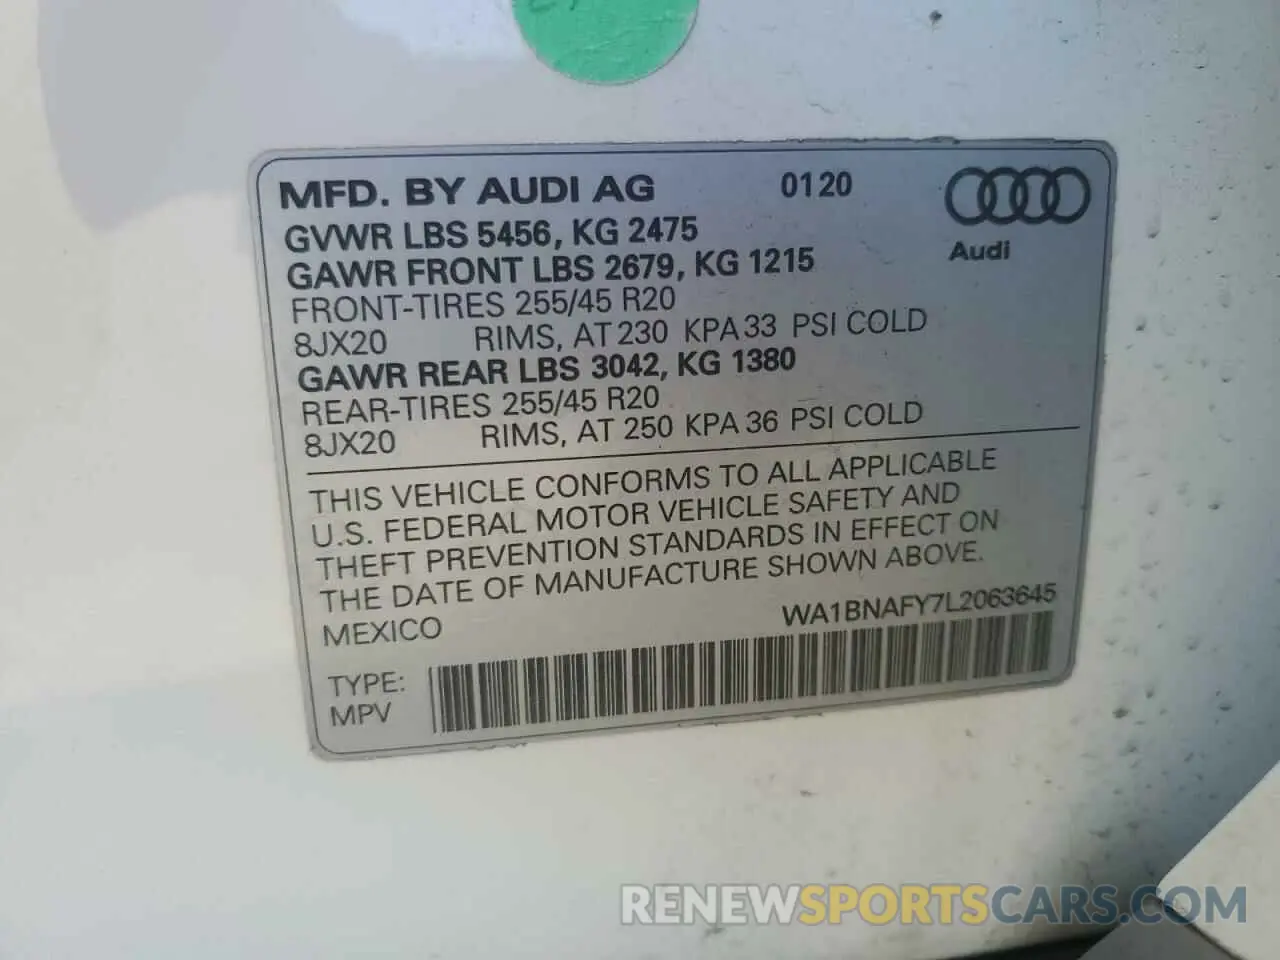 MFD. BY AUDI AG 0120
Audi
GVWR LBS 5456, KG 2475
GAWR FRONT LBS 2679, KG 1215
FRONT-TIRES 255/45 R20
8JX20 RIMS, AT 230 KPA 33 PSI COLD
GAWR REAR LBS 3042, KG 1380
REAR-TIRES 255/45 R20
8JX20 RIMS, AT 250 KPA 36 PSI COLD
THIS VEHICLE CONFORMS TO ALL APPLICABLE
U.S. FEDERAL MOTOR VEHICLE SAFETY AND
THEFT PREVENTION STANDARDS IN EFFECT ON
THE DATE OF MANUFACTURE SHOWN ABOVE.
MEXICO WA1BNAFY7L2063645
TYPE:
MPV
RENEWSPORTSCARS.COM